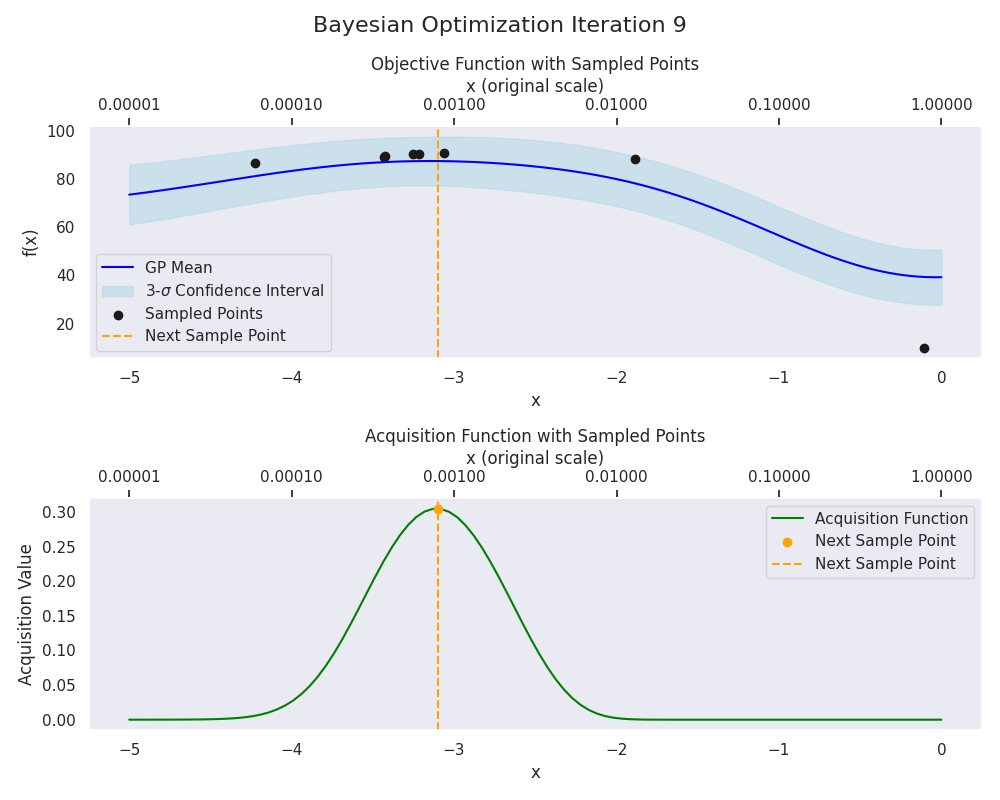 Bayesian Optimization Iteration 9
Objective Function with Sampled Points
x (original scale)
0.00001 0.00010 0.00100 0.01000 0.10000 1.00000
100
80
60
40
20
f(x)
GP Mean
3-σ Confidence Interval
Sampled Points
Next Sample Point
−5 −4 −3 −2 −1 0
x
Acquisition Function with Sampled Points
x (original scale)
0.00001 0.00010 0.00100 0.01000 0.10000 1.00000
0.30
0.25
0.20
0.15
0.10
0.05
0.00
Acquisition Value
Acquisition Function
Next Sample Point
Next Sample Point
−5 −4 −3 −2 −1 0
x